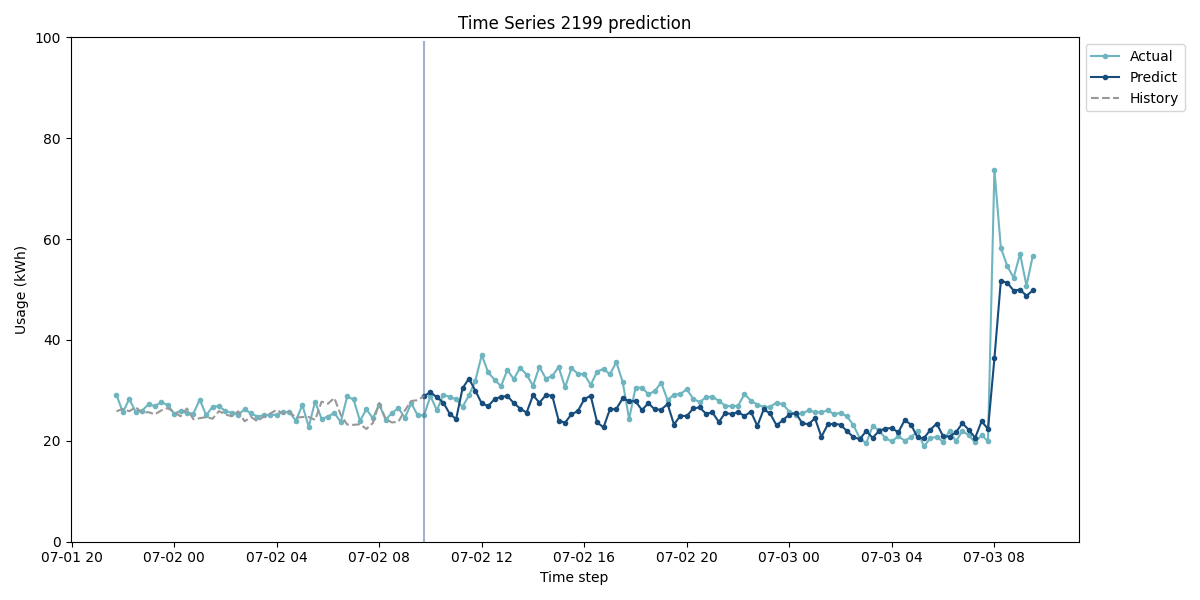 Time Series 2199 prediction
100
80
60
40
20
0
Usage (kWh)
07-01 20
07-02 00
07-02 04
07-02 08
07-02 12
07-02 16
07-02 20
07-03 00
07-03 04
07-03 08
Time step
Actual
Predict
History